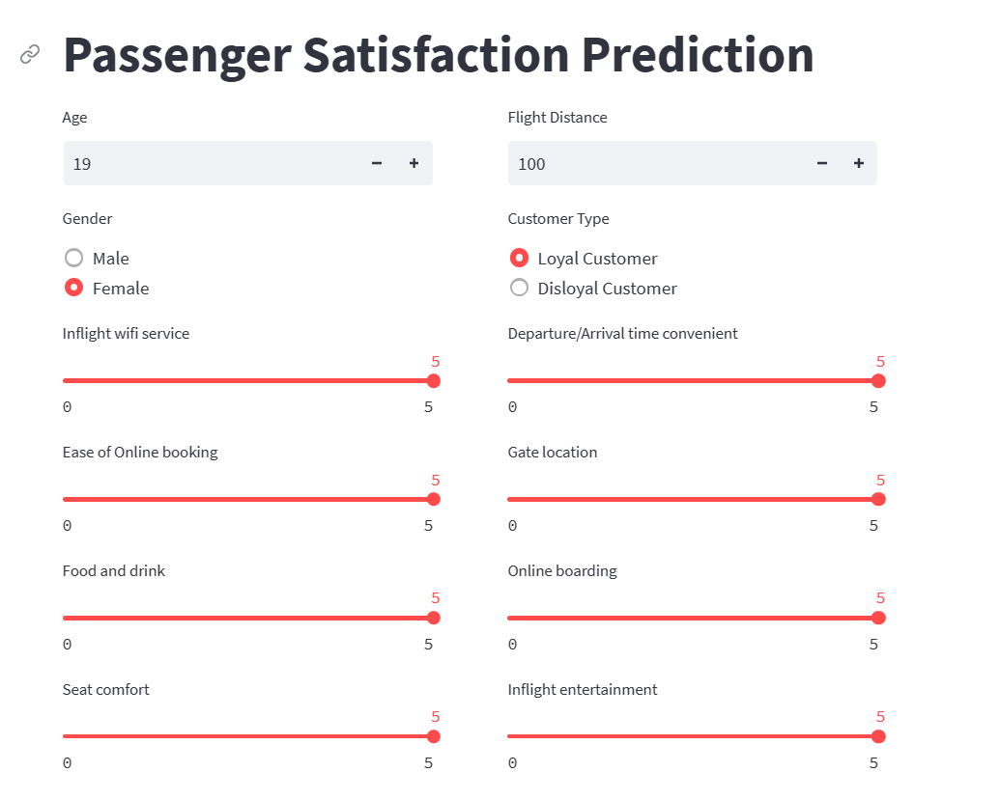 Passenger Satisfaction Prediction
Age
Flight Distance
19
100
Gender
Customer Type
Male
Loyal Customer
Female
Disloyal Customer
Inflight wifi service
Departure/Arrival time convenient
5
5
0 5
0 5
Ease of Online booking
Gate location
5
5
0 5
0 5
Food and drink
Online boarding
5
5
0 5
0 5
Seat comfort
Inflight entertainment
5
5
0 5
0 5